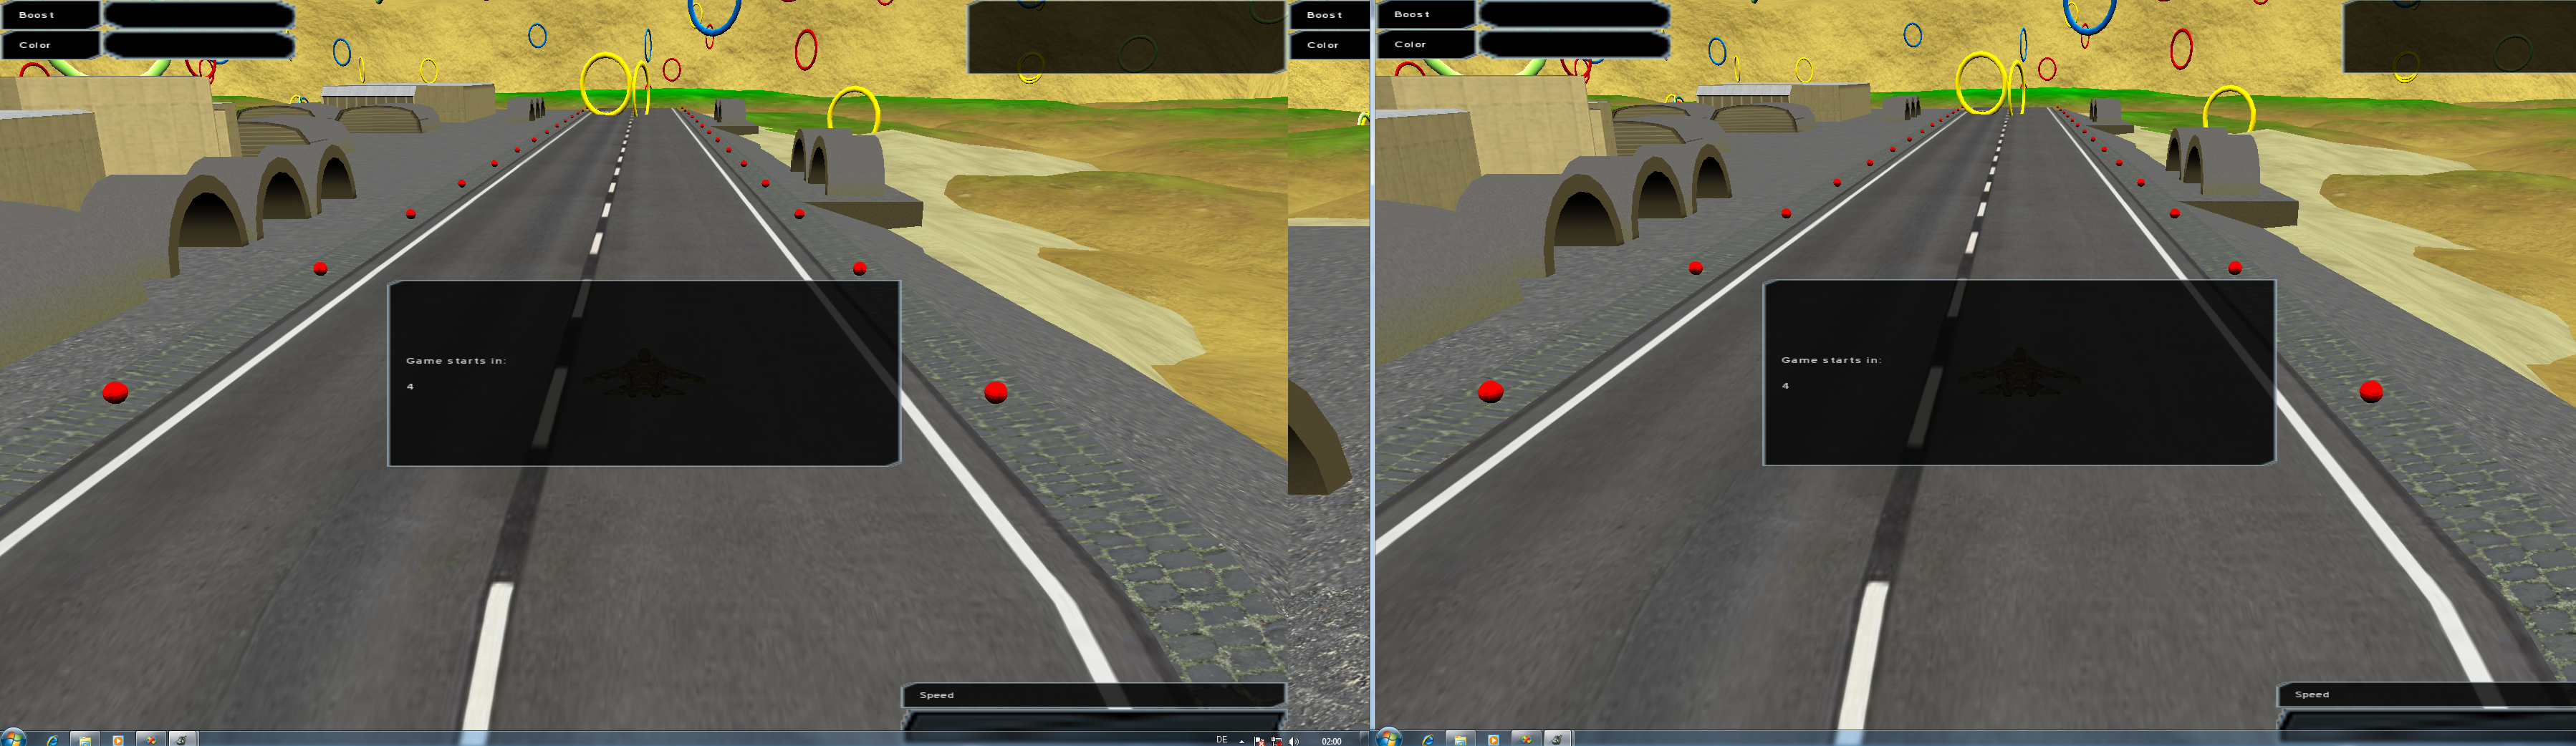 Boost
Color
Game starts in:
4
Speed
DE
02:00
Boost
Color
Boost
Color
Game starts in:
4
Speed